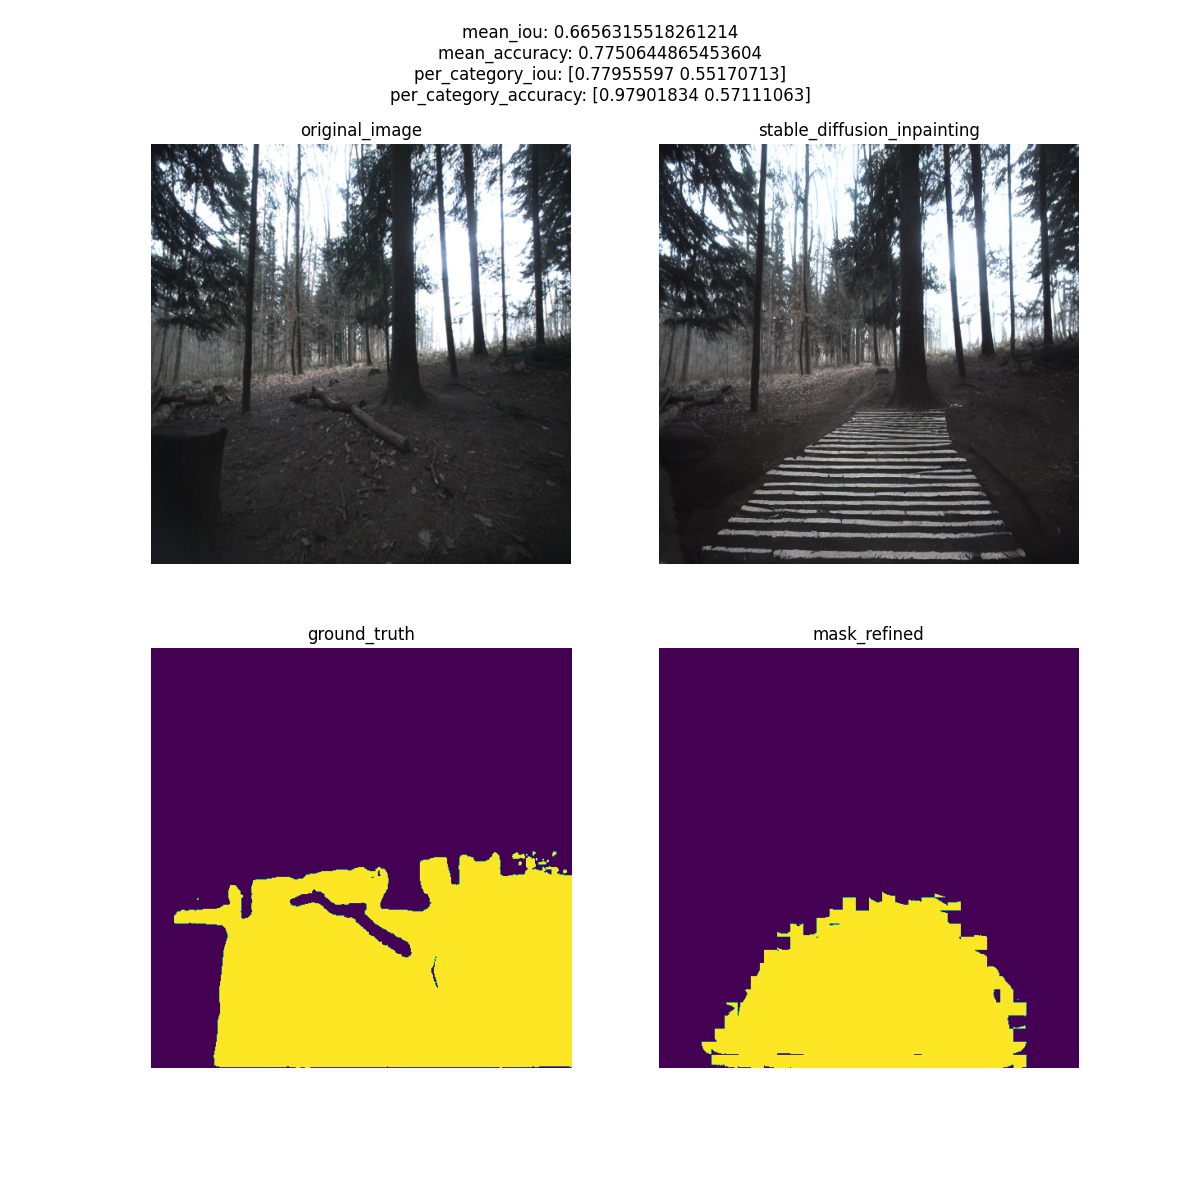 mean_iou: 0.6656315518261214
mean_accuracy: 0.7750644865453604
per_category_iou: [0.77955597 0.55170713]
per_category_accuracy: [0.97901834 0.57111063]
original_image
stable_diffusion_inpainting
ground_truth
mask_refined